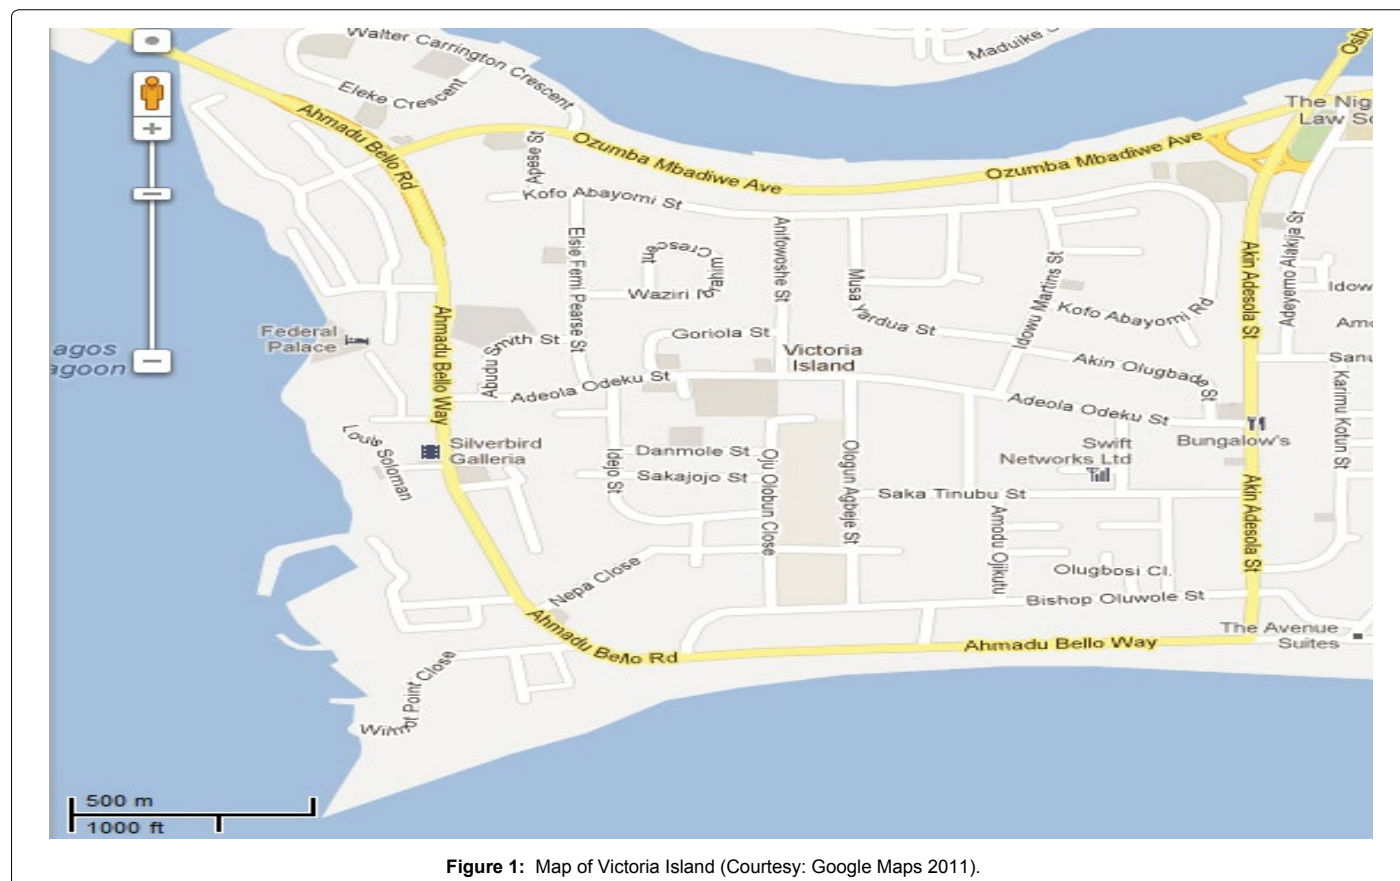 Walter Carrington Crescent
Maduike
Eleke Crescent
The Nig
Law Sc
Ahmadu Bello Rd
Adese St
Ozumba Mbadiwe Ave
Ozumba Mbadiwe Ave
Kofo Abayomi St
Elsie Femi Pearse St
Anifowoshe St
Musa Yardua St
Idowu Martins St
Akin Adesola St
Adeyemo Alakija St
Waziri
Idow
Kofo Abayomi Rd
Federal
Palace
agos
agoon
Ahmadu Bello Way
Abudu Smith St
Goriola St
Victoria
Island
Akin Olugbade St
Sanu
Adeola Odeku St
Adeola Odeku St
Karimu Kotun St
Louis Soloman
Silverbird
Galleria
Bungalow's
Swift
Networks Ltd
Danmole St
Sakajojo St
Idejo St
Oju Olobun Close
Ologun Agbeje St
Saka Tinubu St
Akin Adesola St
Amodu Ojikutu
Nepa Close
Olugbosi Cl.
Bishop Oluwole St
Ahmadu Bello Rd
Ahmadu Bello Way
The Avenue
Suites
Close
500 m
1000 ft
Figure 1: Map of Victoria Island (Courtesy: Google Maps 2011).